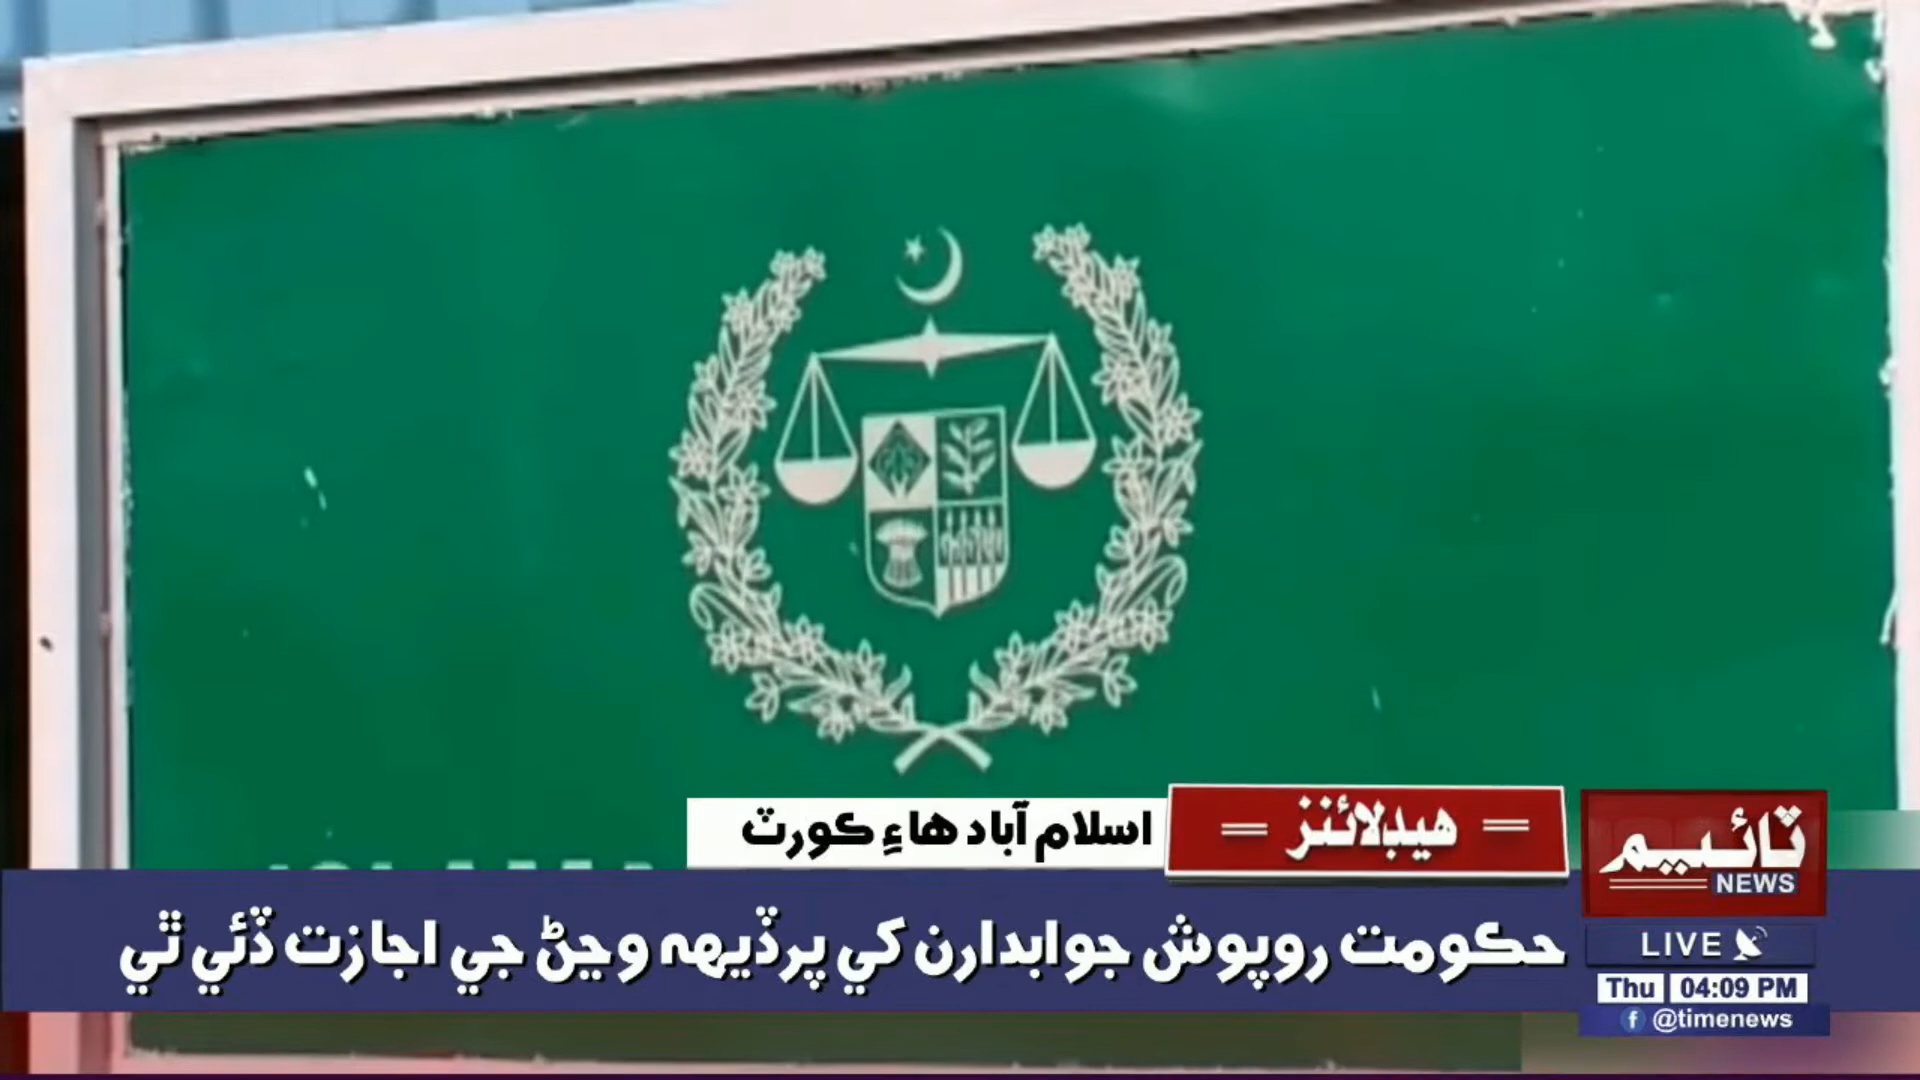 اسلام آباد هاءِ ڪورٽ
= هيڊلائنز =
ٽائيم
NEWS
حڪومت روپوش جوابدارن کي پرڏيهہ وڃڻ جي اجازت ڏئي ٿي
LIVE
Thu 04:09 PM
@timenews